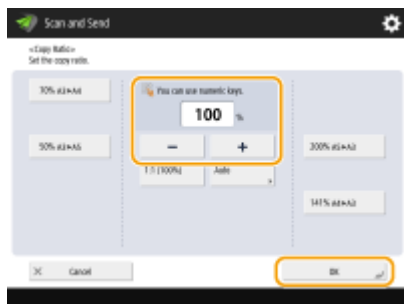 Scan and Send
<Copy Ratio>
Set the copy ratio.
70% A3▶A4
You can use numeric keys.
100 %
50% A3▶A5
−
+
200% A5▶A3
1:1 (100%)
Auto
141% A4▶A3
Cancel
OK